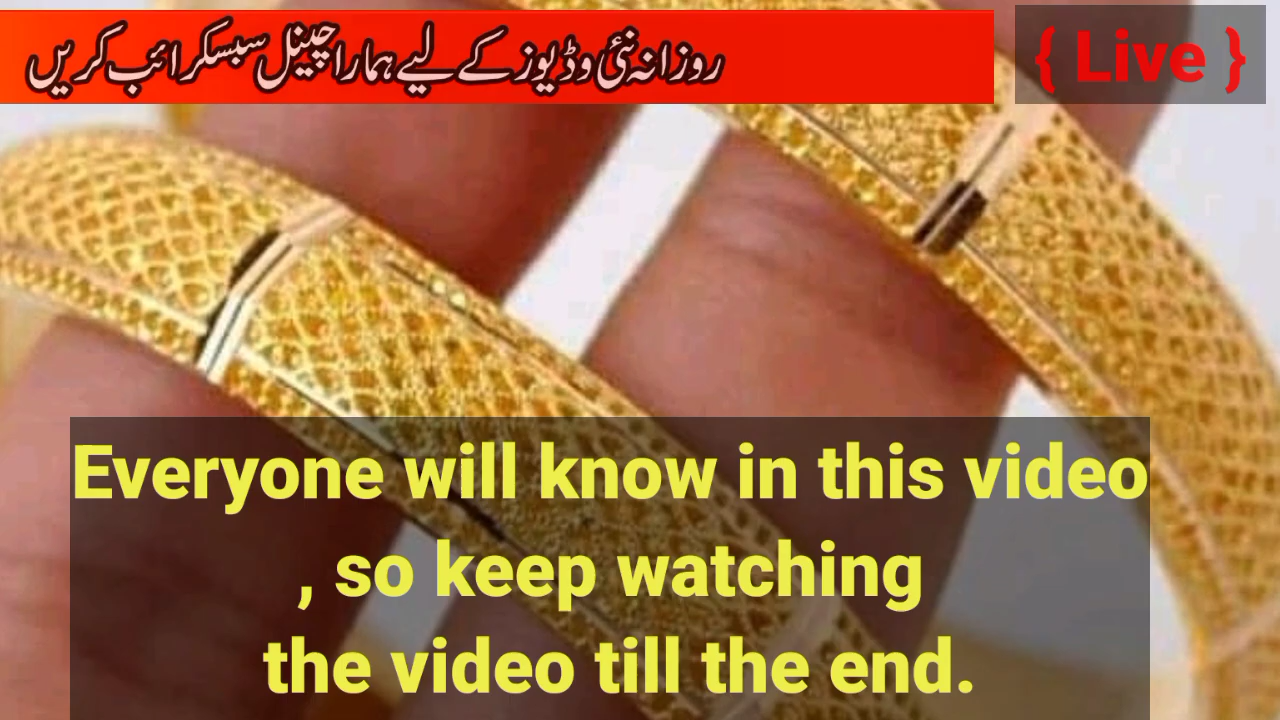 روزانہ نئی وڈیوز کے لیے ہمارا چینل سبسکرائب کریں
{ Live }
Everyone will know in this video
, so keep watching
the video till the end.